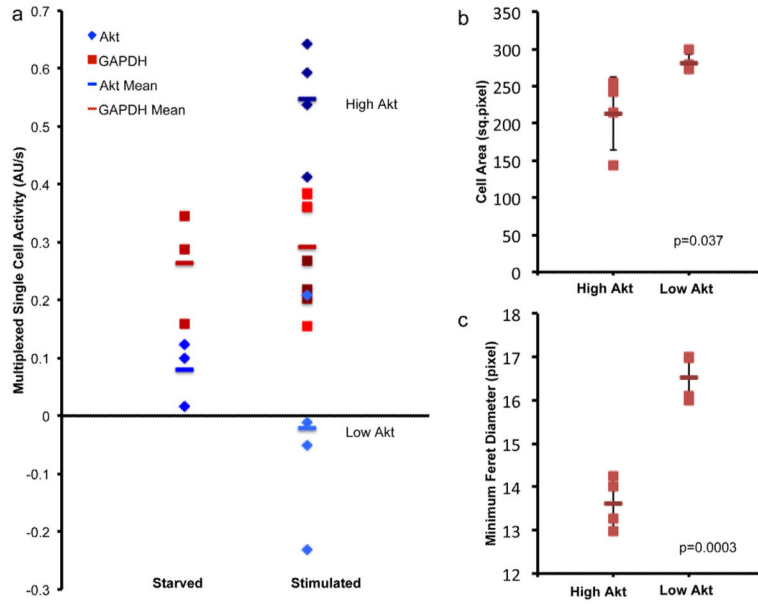 a
Multiplexed Single Cell Activity (AU/s)
0.7
0.6
0.5
0.4
0.3
0.2
0.1
0
-0.1
-0.2
-0.3
Akt
GAPDH
Akt Mean
GAPDH Mean
High Akt
Low Akt
Starved
Stimulated
b
Cell Area (sq.pixel)
350
300
250
200
150
100
50
0
p=0.037
High Akt
Low Akt
c
Minimum Feret Diameter (pixel)
17
16
15
14
13
12
p=0.0003
High Akt
Low Akt